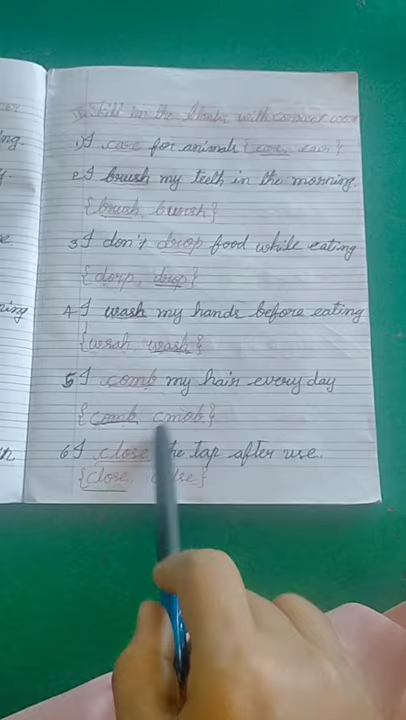 Fill in the blanks with correct word
ng.
1) I care for animals {care, caer}
2 I brush my teeth in the morning.
{brush, bursh}
3 I don't drop food while eating
{dorp, drop}
4 I wash my hands before eating
{wsah wash}
ing
5 I comb my hair every day
{comb cmob}
6 I close the tap after use.
{close.